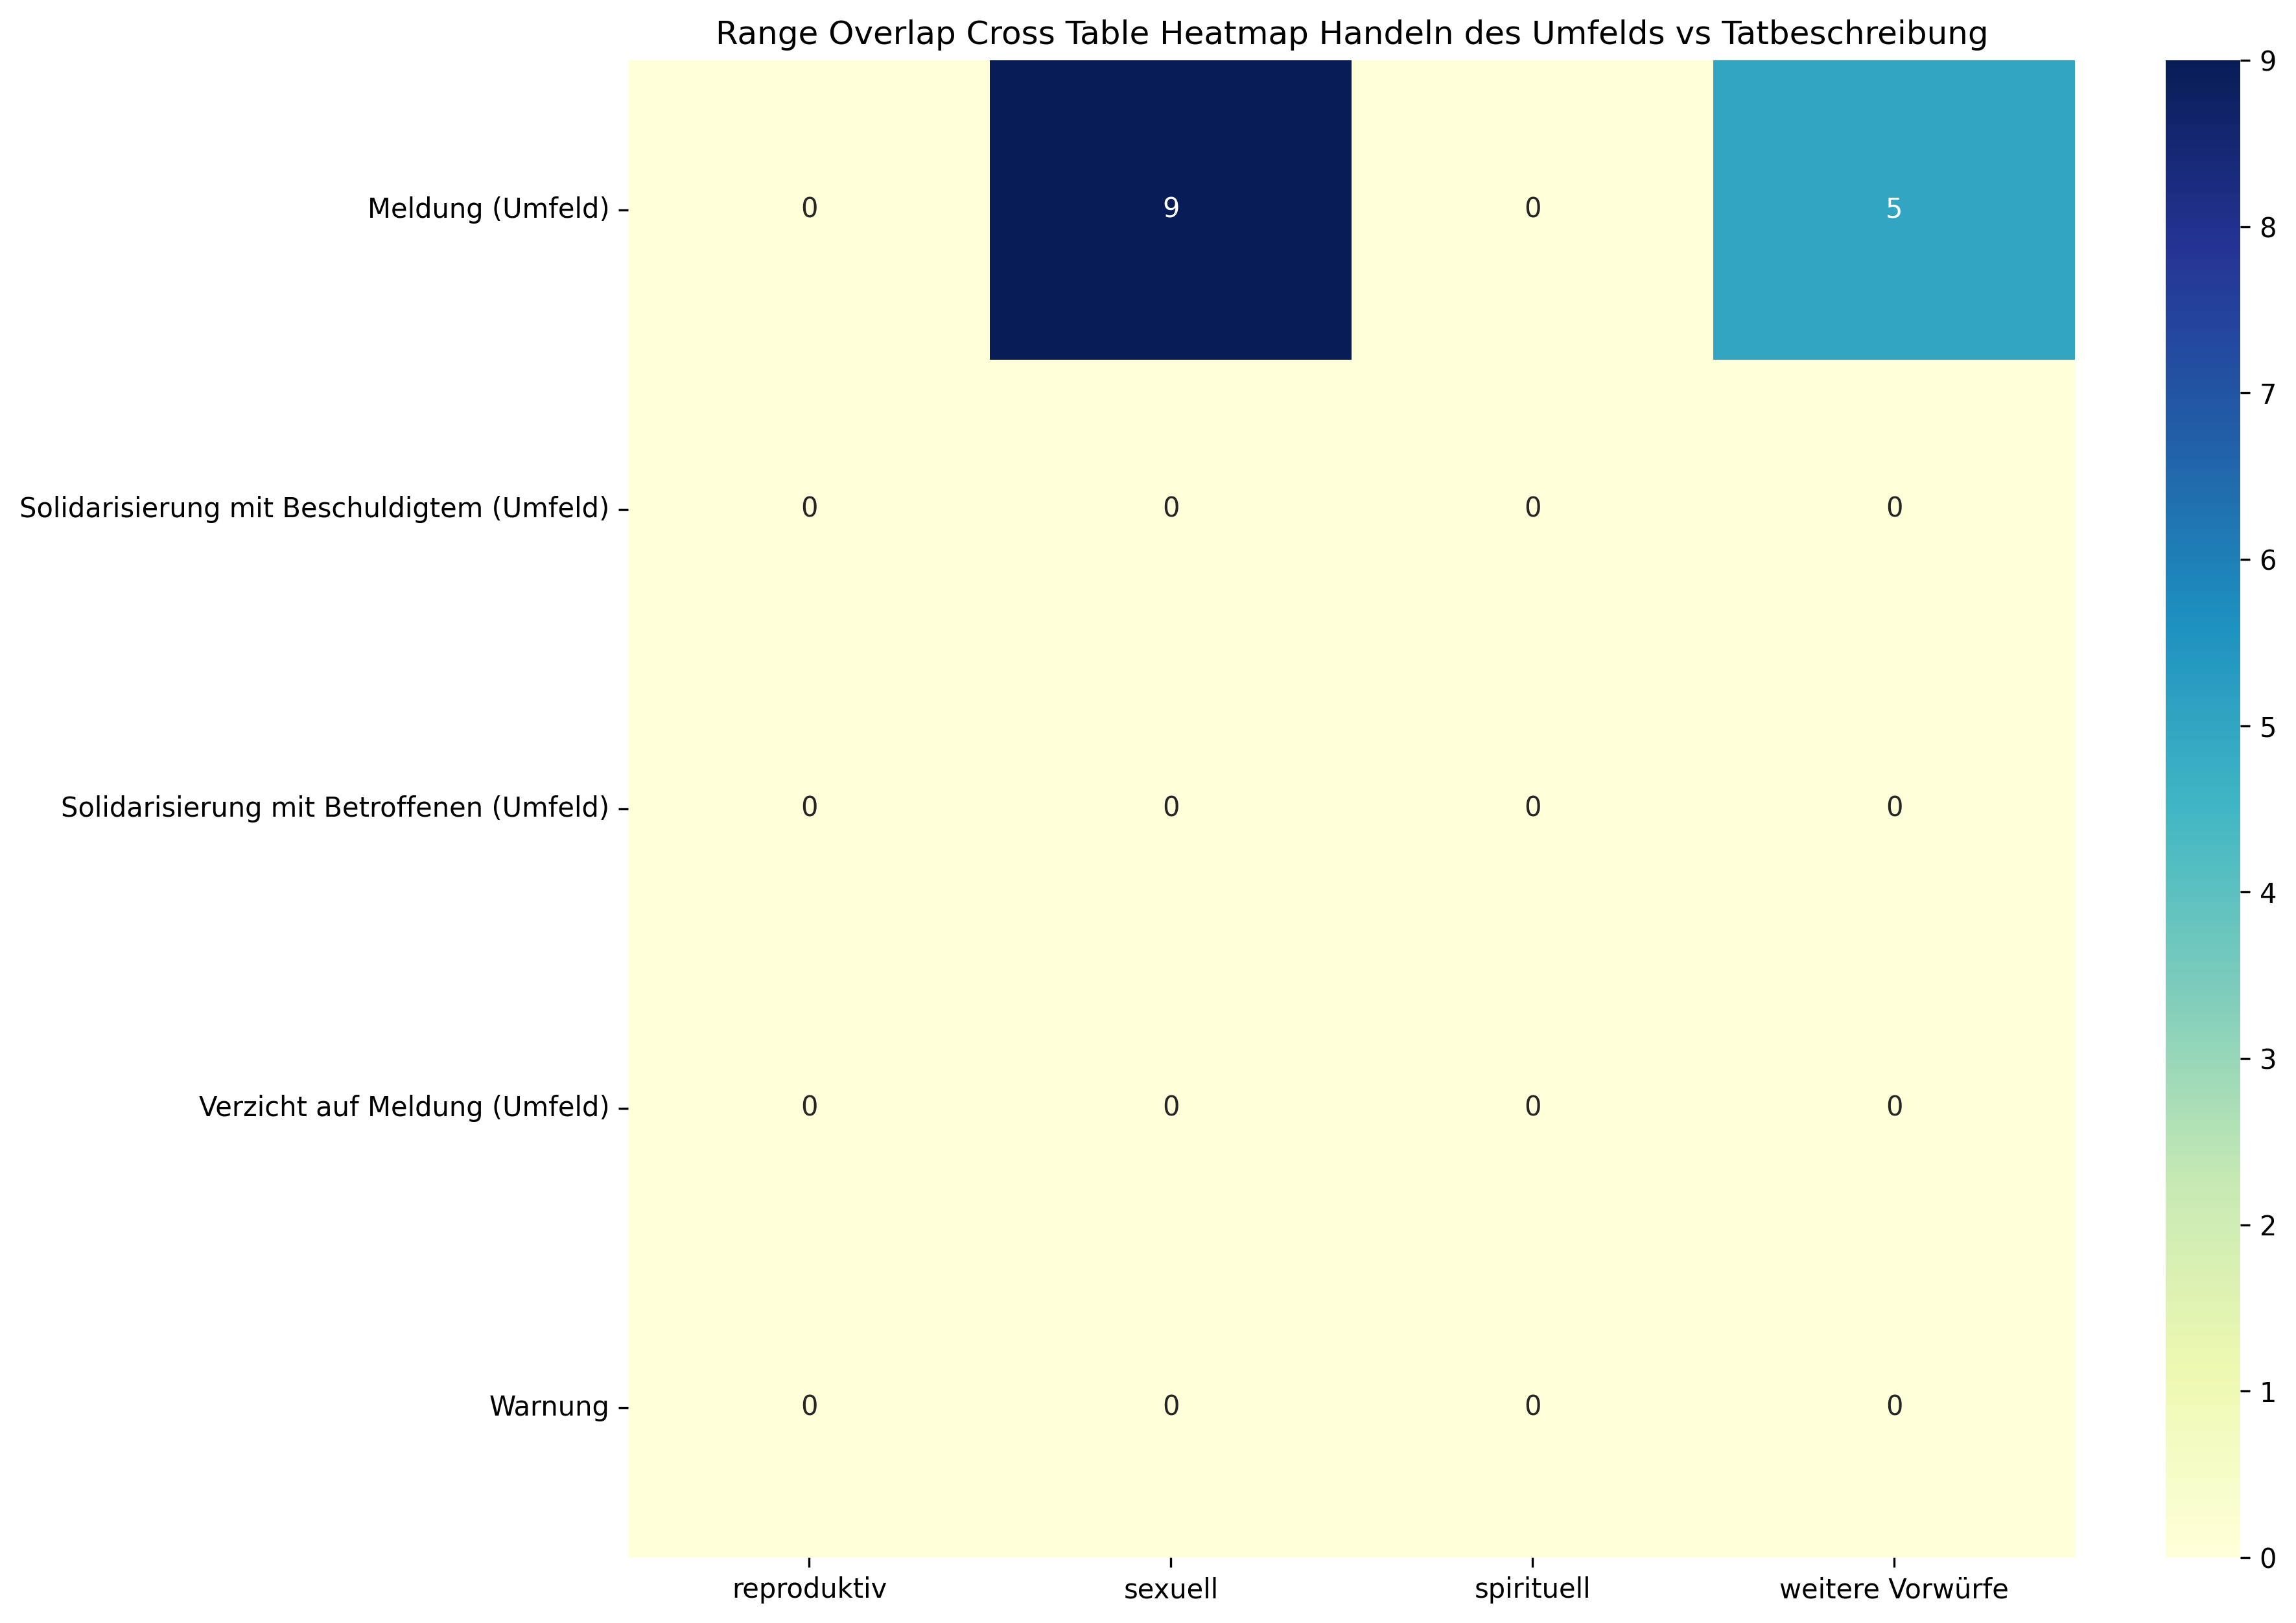 Range Overlap Cross Table Heatmap Handeln des Umfelds vs Tatbeschreibung
Meldung (Umfeld) 0 9 0 5
Solidarisierung mit Beschuldigtem (Umfeld) 0 0 0 0
Solidarisierung mit Betroffenen (Umfeld) 0 0 0 0
Verzicht auf Meldung (Umfeld) 0 0 0 0
Warnung 0 0 0 0
reproduktiv sexuell spirituell weitere Vorwürfe
9
8
7
6
5
4
3
2
1
0